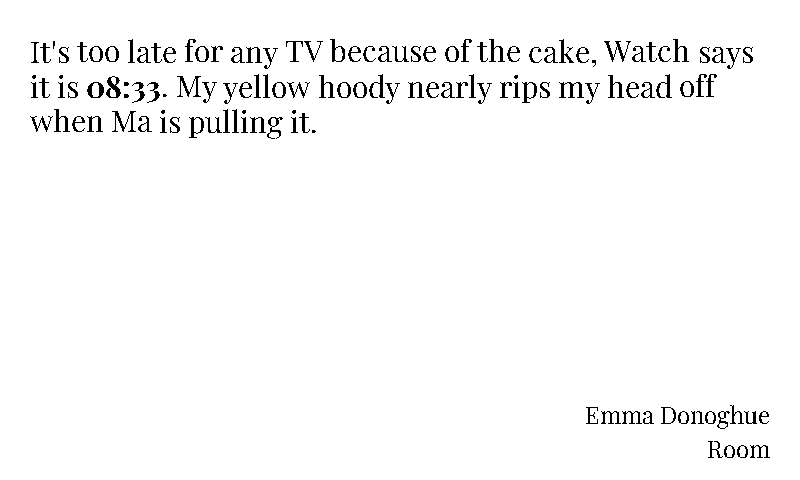 It's too late for any TV because of the cake, Watch says
it is 08:33. My yellow hoody nearly rips my head off
when Ma is pulling it.
Emma Donoghue
Room